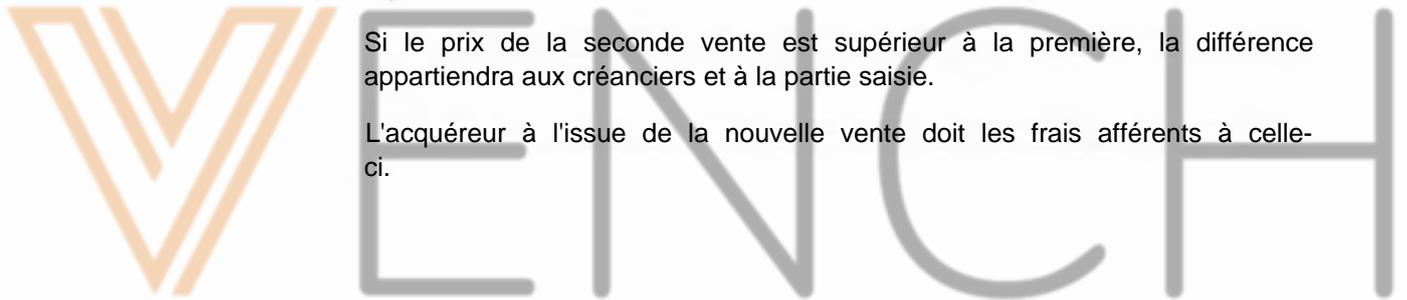 Si le prix de la seconde vente est supérieur à la première, la différence
appartiendra aux créanciers et à la partie saisie.
L'acquéreur à l'issue de la nouvelle vente doit les frais afférents à celle-
ci.
VENCH